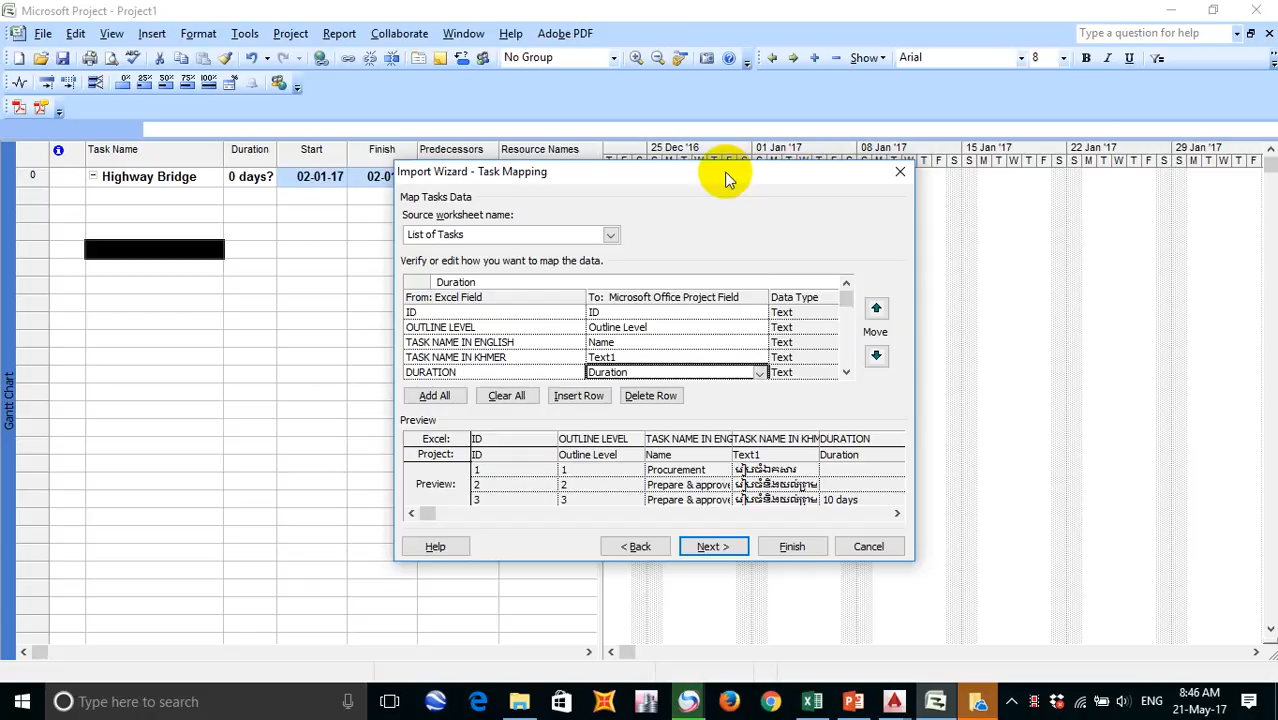 Microsoft Project - Project1
File Edit View Insert Format Tools Project Report Collaborate Window Help Adobe PDF
Type a question for help
No Group
Show
Arial
8
0% 25% 50% 75% 100%
Task Name Duration Start Finish Predecessors Resource Names
25 Dec '16 01 Jan '17 08 Jan '17 15 Jan '17 22 Jan '17 29 Jan '17
0 Highway Bridge 0 days? 02-01-17
Gantt Chart
Import Wizard - Task Mapping
Map Tasks Data
Source worksheet name:
List of Tasks
Verify or edit how you want to map the data.
Duration
From: Excel Field To: Microsoft Office Project Field Data Type
ID ID Text
OUTLINE LEVEL Outline Level Text
TASK NAME IN ENGLISH Name Text
TASK NAME IN KHMER Text1 Text
DURATION Duration Text
Move
Add All Clear All Insert Row Delete Row
Preview
Excel: ID OUTLINE LEVEL TASK NAME IN ENG TASK NAME IN KHM DURATION
Project: ID Outline Level Name Text1 Duration
Preview:
1 1 Procurement
2 2 Prepare & approve
3 3 Prepare & approve 10 days
Help < Back Next > Finish Cancel
Type here to search
ENG
8:46 AM
21-May-17